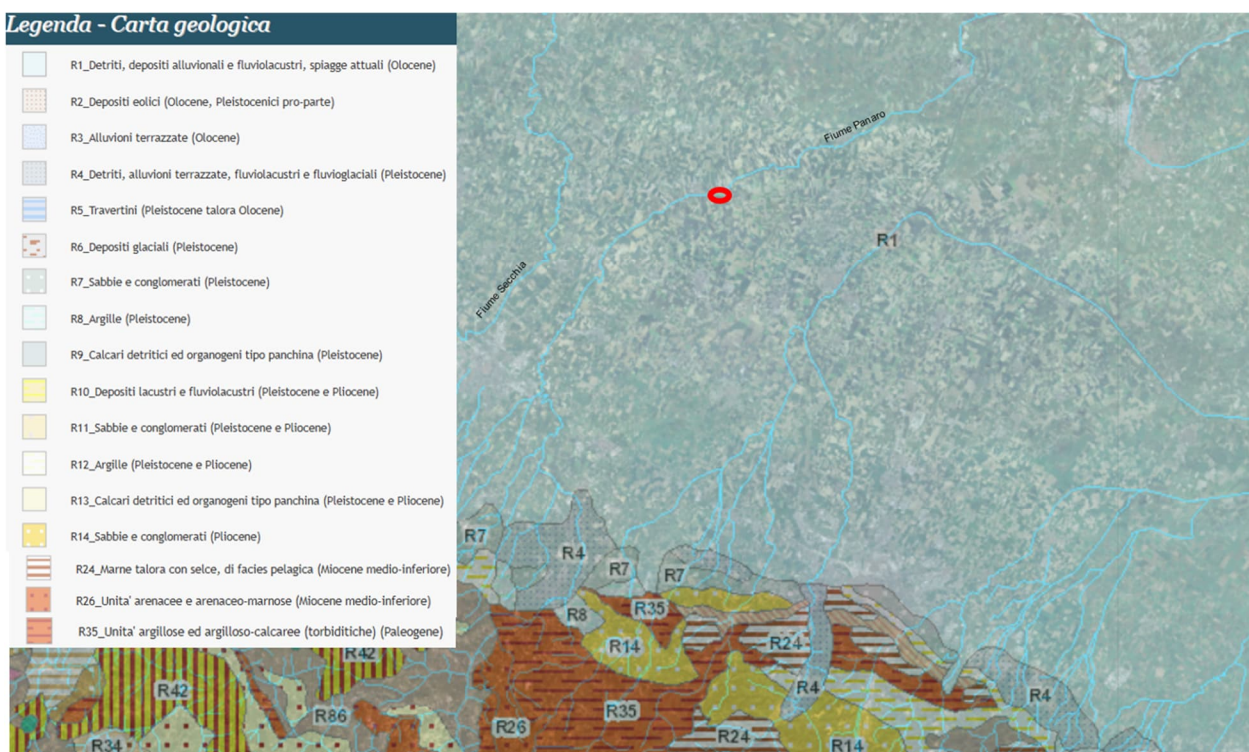 Legenda - Carta geologica
R1_Detriti, depositi alluvionali e fluviolacustri, spiagge attuali (Olocene)
R2_Depositi eolici (Olocene, Pleistocenici pro-parte)
R3_Alluvioni terrazzate (Olocene)
R4_Detriti, alluvioni terrazzate, fluviolacustri e fluvioglaciali (Pleistocene)
R5_Travertini (Pleistocene talora Olocene)
R6_Depositi glaciali (Pleistocene)
R7_Sabbie e conglomerati (Pleistocene)
R8_Argille (Pleistocene)
R9_Calcari detritici ed organogeni tipo panchina (Pleistocene)
R10_Depositi lacustri e fluviolacustri (Pleistocene e Pliocene)
R11_Sabbie e conglomerati (Pleistocene e Pliocene)
R12_Argille (Pleistocene e Pliocene)
R13_Calcari detritici ed organogeni tipo panchina (Pleistocene e Pliocene)
R14_Sabbie e conglomerati (Pliocene)
R24_Marne talora con selce, di facies pelagica (Miocene medio-inferiore)
R26_Unita' arenacee e arenaceo-marnose (Miocene medio-inferiore)
R35_Unita' argillose ed argilloso-calcaree (torbiditiche) (Paleogene)
Fiume Panaro
Fiume Secchia
R1
R7
R4
R7
R7
R8
R35
R14
R24
R42
R42
R4
R4
R86
R35
R26
R34
R24
R14